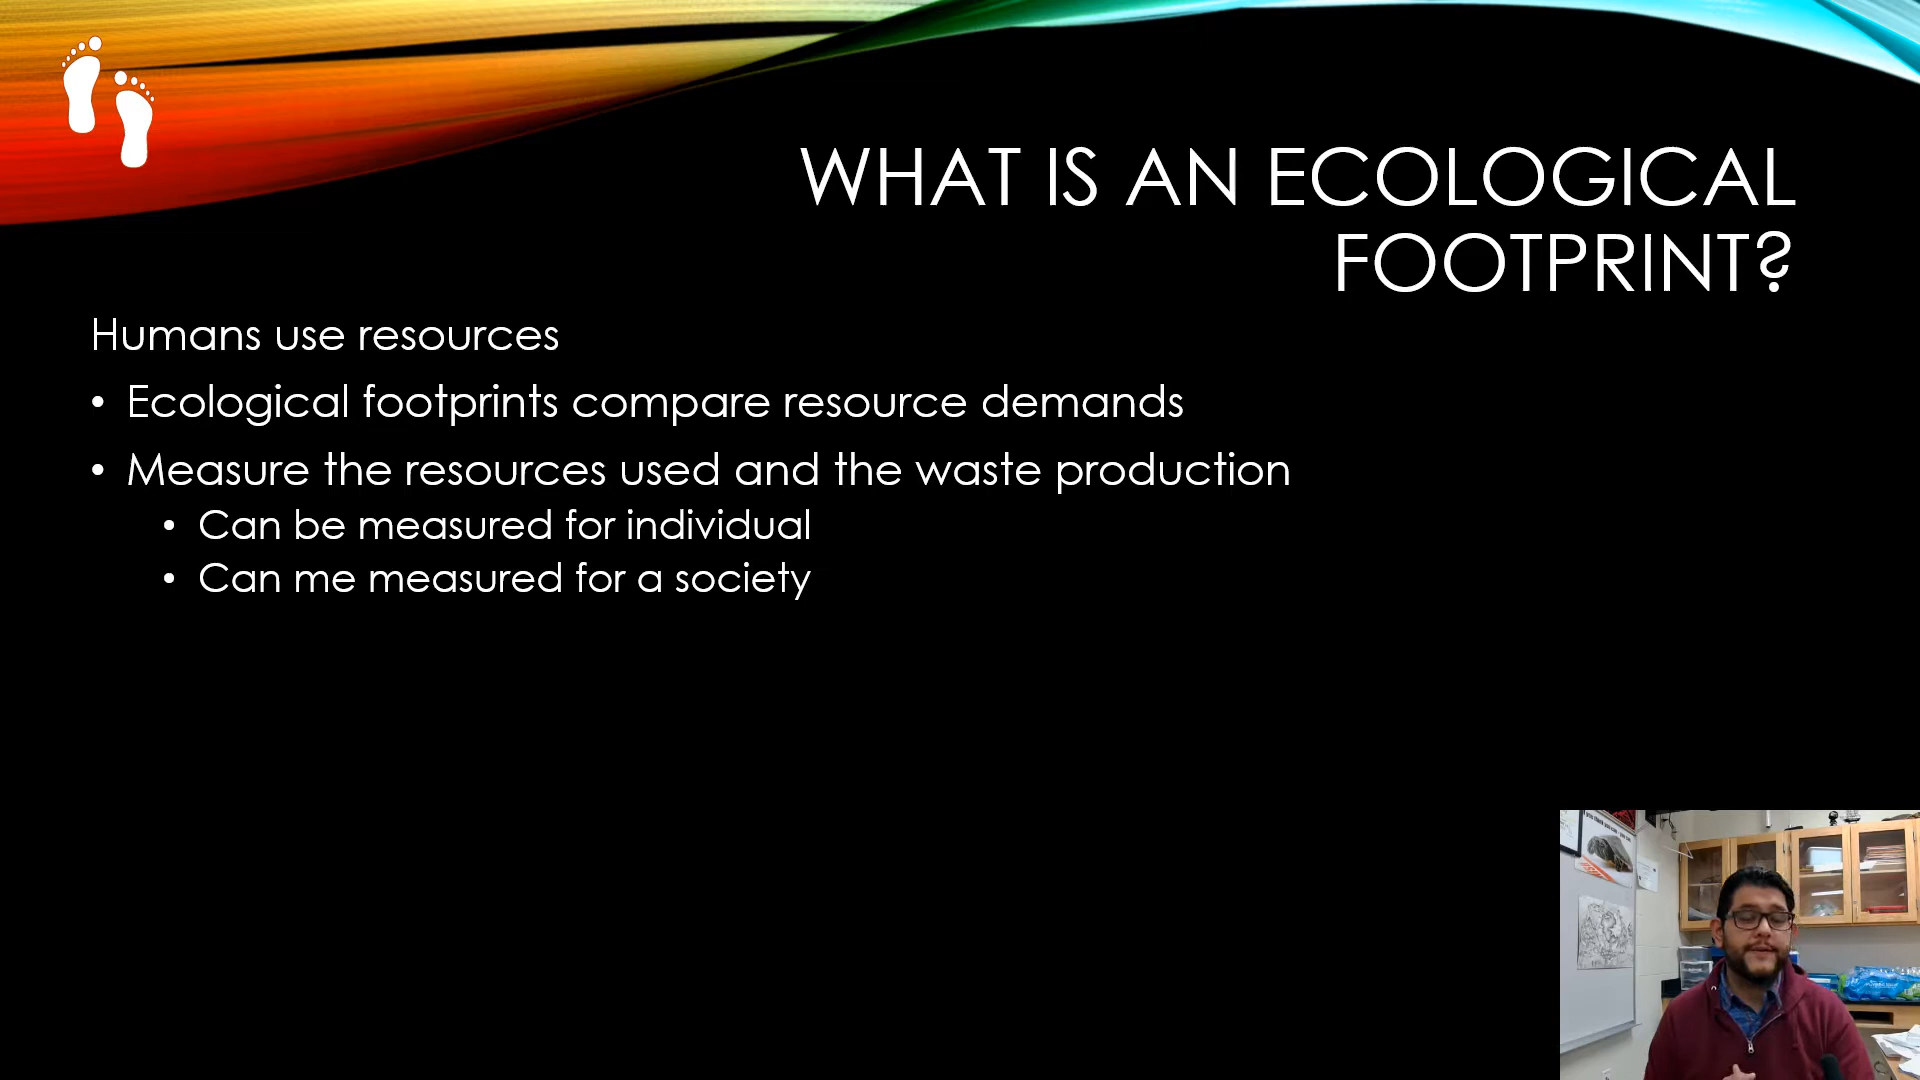 WHAT IS AN ECOLOGICAL
FOOTPRINT?
Humans use resources
• Ecological footprints compare resource demands
• Measure the resources used and the waste production
• Can be measured for individual
• Can me measured for a society